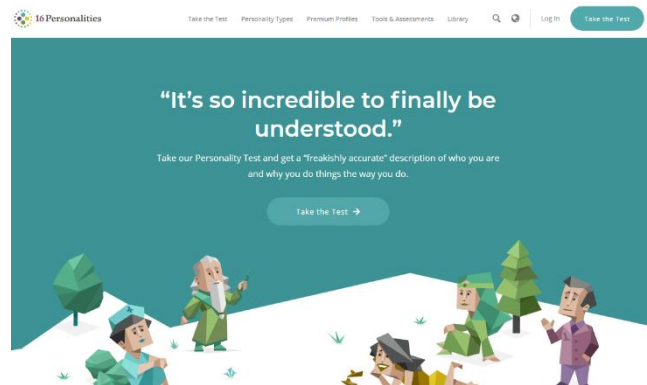 16Personalities
Take the Test Personality Types Premium Profiles Tools & Assessments Library Log In Take the Test
“It’s so incredible to finally be
understood.”
Take our Personality Test and get a “freakishly accurate” description of who you are
and why you do things the way you do.
Take the Test →